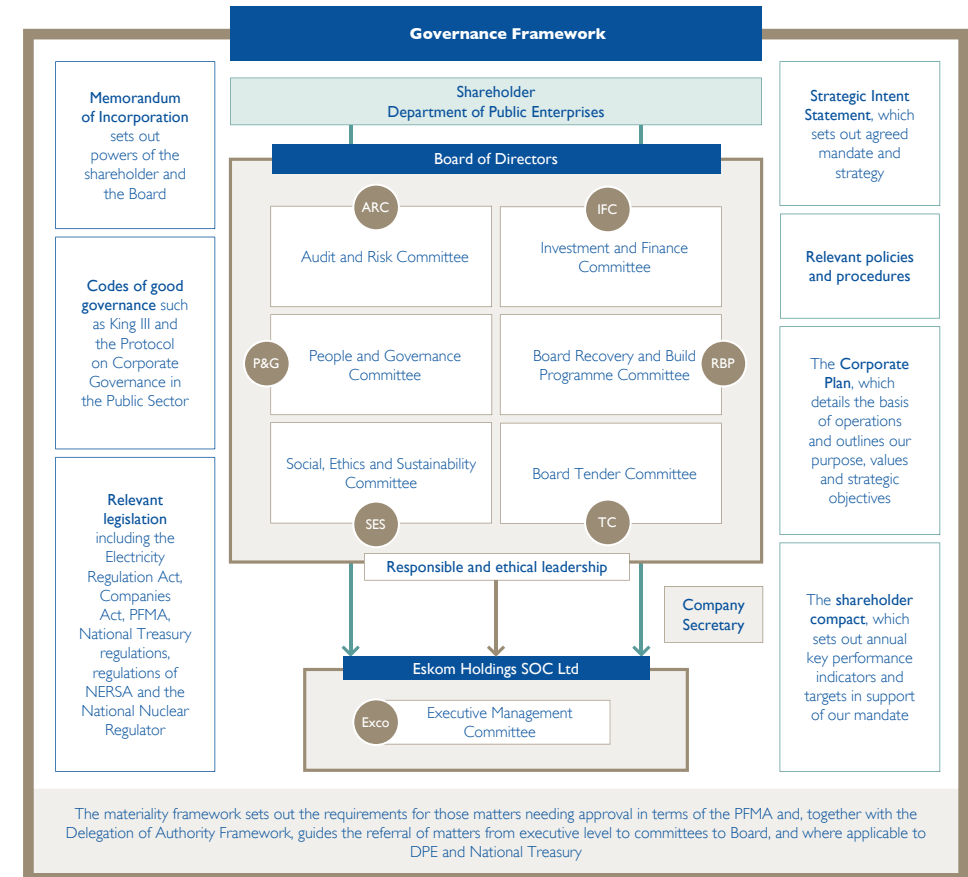 Governance Framework
Memorandum
of Incorporation
sets out
powers of the
shareholder and
the Board
Codes of good
governance such
as King III and
the Protocol
on Corporate
Governance in
the Public Sector
Relevant
legislation
including the
Electricity
Regulation Act,
Companies
Act, PFMA,
National Treasury
regulations,
regulations of
NERSA and the
National Nuclear
Regulator
Shareholder
Department of Public Enterprises
Board of Directors
ARC
Audit and Risk Committee
IFC
Investment and Finance
Committee
P&G
People and Governance
Committee
Board Recovery and Build
Programme Committee
RBP
Social, Ethics and Sustainability
Committee
SES
Board Tender Committee
TC
Responsible and ethical leadership
Company
Secretary
Eskom Holdings SOC Ltd
Exco
Executive Management
Committee
Strategic Intent
Statement, which
sets out agreed
mandate and
strategy
Relevant policies
and procedures
The Corporate
Plan, which
details the basis
of operations
and outlines our
purpose, values
and strategic
objectives
The shareholder
compact, which
sets out annual
key performance
indicators and
targets in support
of our mandate
The materiality framework sets out the requirements for those matters needing approval in terms of the PFMA and, together with the
Delegation of Authority Framework, guides the referral of matters from executive level to committees to Board, and where applicable to
DPE and National Treasury